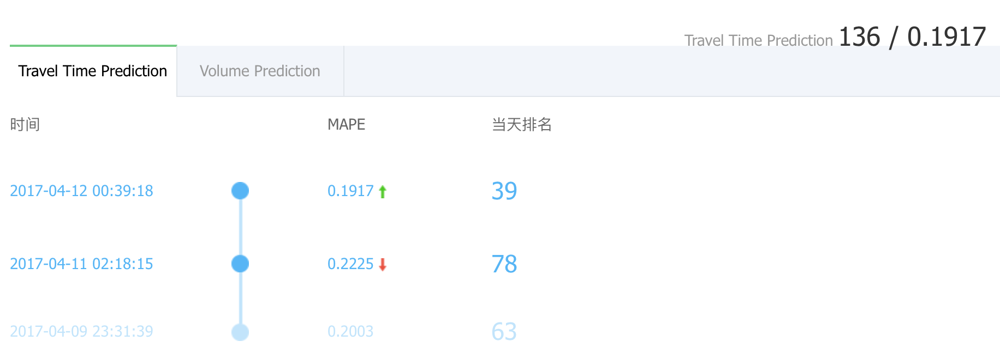 Travel Time Prediction 136 / 0.1917
Travel Time Prediction Volume Prediction
时间 MAPE 当天排名
2017-04-12 00:39:18 0.1917 39
2017-04-11 02:18:15 0.2225 78
2017-04-09 23:31:39 0.2003 63